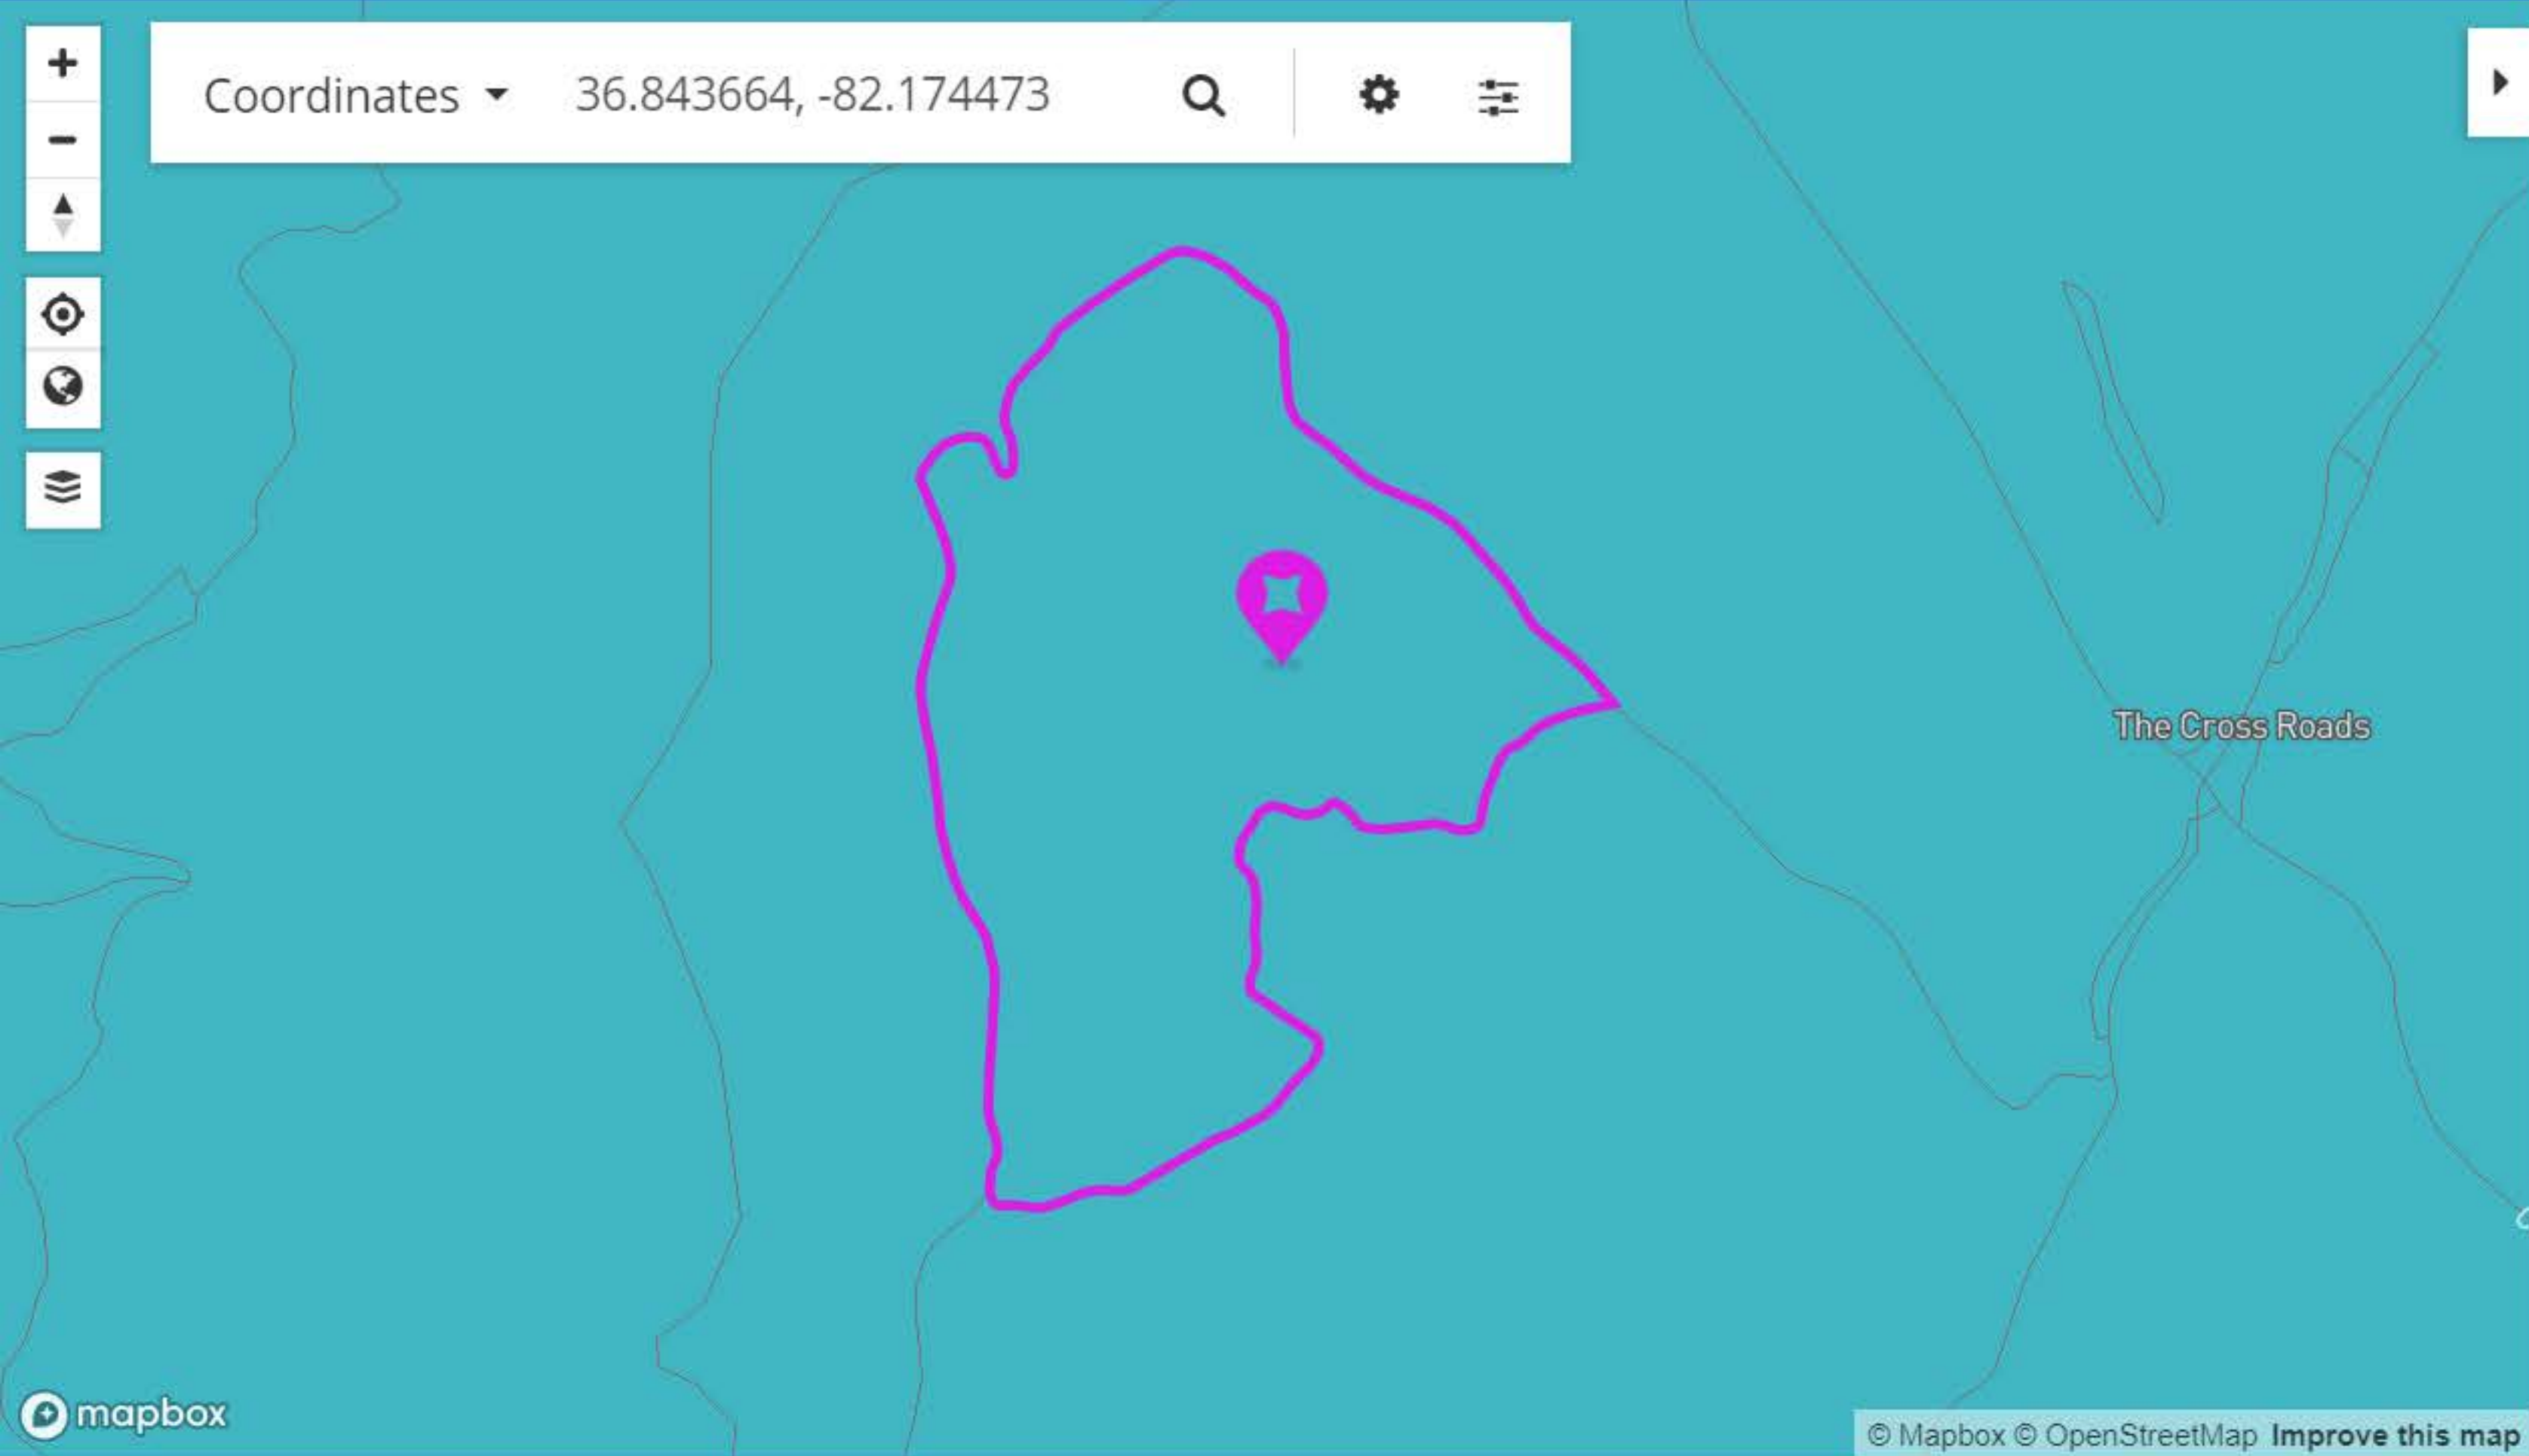 Coordinates 36.843664, -82.174473
The Cross Roads
mapbox
© Mapbox © OpenStreetMap Improve this map